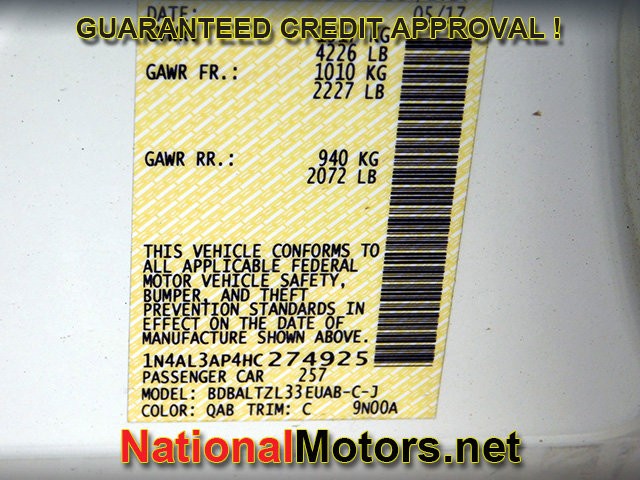 GUARANTEED CREDIT APPROVAL !
DATE: 05/17
KG
4226 LB
GAWR FR.: 1010 KG
2227 LB
GAWR RR.: 940 KG
2072 LB
THIS VEHICLE CONFORMS TO
ALL APPLICABLE FEDERAL
MOTOR VEHICLE SAFETY,
BUMPER, AND THEFT
PREVENTION STANDARDS IN
EFFECT ON THE DATE OF
MANUFACTURE SHOWN ABOVE.
1N4AL3AP4HC274925
PASSENGER CAR 257
MODEL: BDBALTZL33EUAB-C-J
COLOR: QAB TRIM: C 9N00A
NationalMotors.net